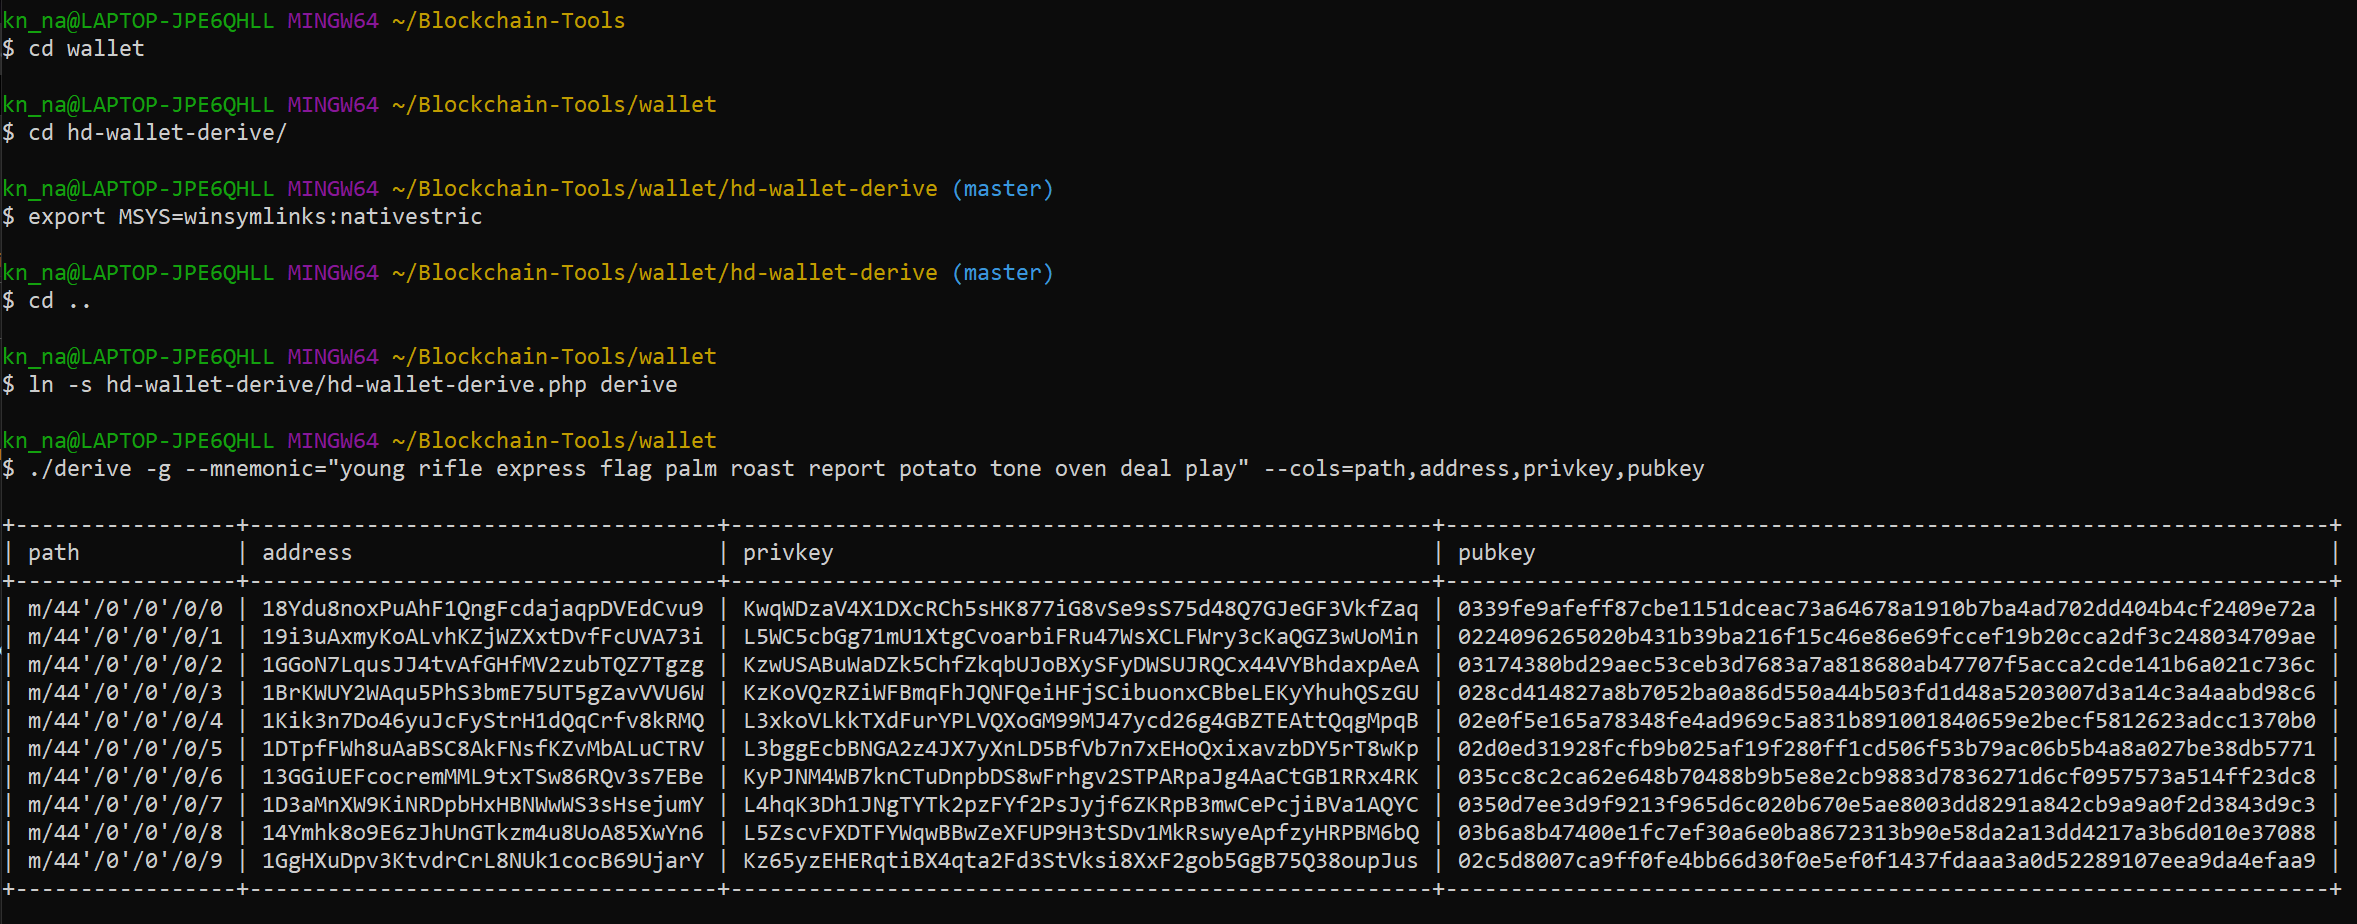 kn_na@LAPTOP-JPE6QHLL MINGW64 ~/Blockchain-Tools
$ cd wallet
kn_na@LAPTOP-JPE6QHLL MINGW64 ~/Blockchain-Tools/wallet
$ cd hd-wallet-derive/
kn_na@LAPTOP-JPE6QHLL MINGW64 ~/Blockchain-Tools/wallet/hd-wallet-derive (master)
$ export MSYS=winsymlinks:nativestric
kn_na@LAPTOP-JPE6QHLL MINGW64 ~/Blockchain-Tools/wallet/hd-wallet-derive (master)
$ cd ..
kn_na@LAPTOP-JPE6QHLL MINGW64 ~/Blockchain-Tools/wallet
$ ln -s hd-wallet-derive/hd-wallet-derive.php derive
kn_na@LAPTOP-JPE6QHLL MINGW64 ~/Blockchain-Tools/wallet
$ ./derive -g --mnemonic="young rifle express flag palm roast report potato tone oven deal play" --cols=path,address,privkey,pubkey
| path | address | privkey | pubkey |
| m/44'/0'/0'/0/0 | 18Ydu8noxPuAhF1QngFcdajaqpDVEdCvu9 | KwqWDzaV4X1DXcRCh5sHK877iG8vSe9sS75d48Q7GJeGF3VkfZaq | 0339fe9afeff87cbe1151dceac73a64678a1910b7ba4ad702dd404b4cf2409e72a |
| m/44'/0'/0'/0/1 | 19i3uAxmyKoALvhKZjWZXxtDvfFcUVA73i | L5WC5cbGg71mU1XtgCvoarbiFRu47WsXCLFWry3cKaQGZ3wUoMin | 0224096265020b431b39ba216f15c46e86e69fccef19b20cca2df3c248034709ae |
| m/44'/0'/0'/0/2 | 1GGoN7LqusJJ4tvAfGHfMV2zubTQZ7Tgzg | KzwUSABuWaDZk5ChfZkqbUJoBXySFyDWSUJRQCx44VYBhdaxpAeA | 03174380bd29aec53ceb3d7683a7a818680ab47707f5acca2cde141b6a021c736c |
| m/44'/0'/0'/0/3 | 1BrKWUY2WAqu5PhS3bmE75UT5gZavVVU6W | KzKoVQzRZiWFBmqFhJQNFQeiHFjSCibuonxCBbeLEKyYhuhQSzGU | 028cd414827a8b7052ba0a86d550a44b503fd1d48a5203007d3a14c3a4aabd98c6 |
| m/44'/0'/0'/0/4 | 1Kik3n7Do46yuJcFyStrH1dQqCrfv8kRMQ | L3xkoVLkkTXdFurYPLVQXoGM99MJ47ycd26g4GBZTEAttQqgMpqB | 02e0f5e165a78348fe4ad969c5a831b891001840659e2becf5812623adcc1370b0 |
| m/44'/0'/0'/0/5 | 1DTpfFWh8uAaBSC8AkFNsfKZvMbALuCTRV | L3bggEcbBNGA2z4JX7yXnLD5BfVb7n7xEHoQxixavzbDY5rT8wKp | 02d0ed31928fcfb9b025af19f280ff1cd506f53b79ac06b5b4a8a027be38db5771 |
| m/44'/0'/0'/0/6 | 13GGiUEFcocremMML9txTSw86RQv3s7EBe | KyPJNM4WB7knCTuDnpbDS8wFrhgv2STPARpaJg4AaCtGB1RRx4RK | 035cc8c2ca62e648b70488b9b5e8e2cb9883d7836271d6cf0957573a514ff23dc8 |
| m/44'/0'/0'/0/7 | 1D3aMnXW9KiNRDpbHxHBNWwWS3sHsejumY | L4hqK3Dh1JNgTYTk2pzFYf2PsJyjf6ZKRpB3mwCePcjiBVa1AQYC | 0350d7ee3d9f9213f965d6c020b670e5ae8003dd8291a842cb9a9a0f2d3843d9c3 |
| m/44'/0'/0'/0/8 | 14Ymhk8o9E6zJhUnGTkzm4u8UoA85XwYn6 | L5ZscvFXDTFYWqwBBwZeXFUP9H3tSDv1MkRswyeApfzyHRPBM6bQ | 03b6a8b47400e1fc7ef30a6e0ba8672313b90e58da2a13dd4217a3b6d010e37088 |
| m/44'/0'/0'/0/9 | 1GgHXuDpv3KtvdrCrL8NUk1cocB69UjarY | Kz65yzEHERqtiBX4qta2Fd3StVksi8XxF2gob5GgB75Q38oupJus | 02c5d8007ca9ff0fe4bb66d30f0e5ef0f1437fdaaa3a0d52289107eea9da4efaa9 |